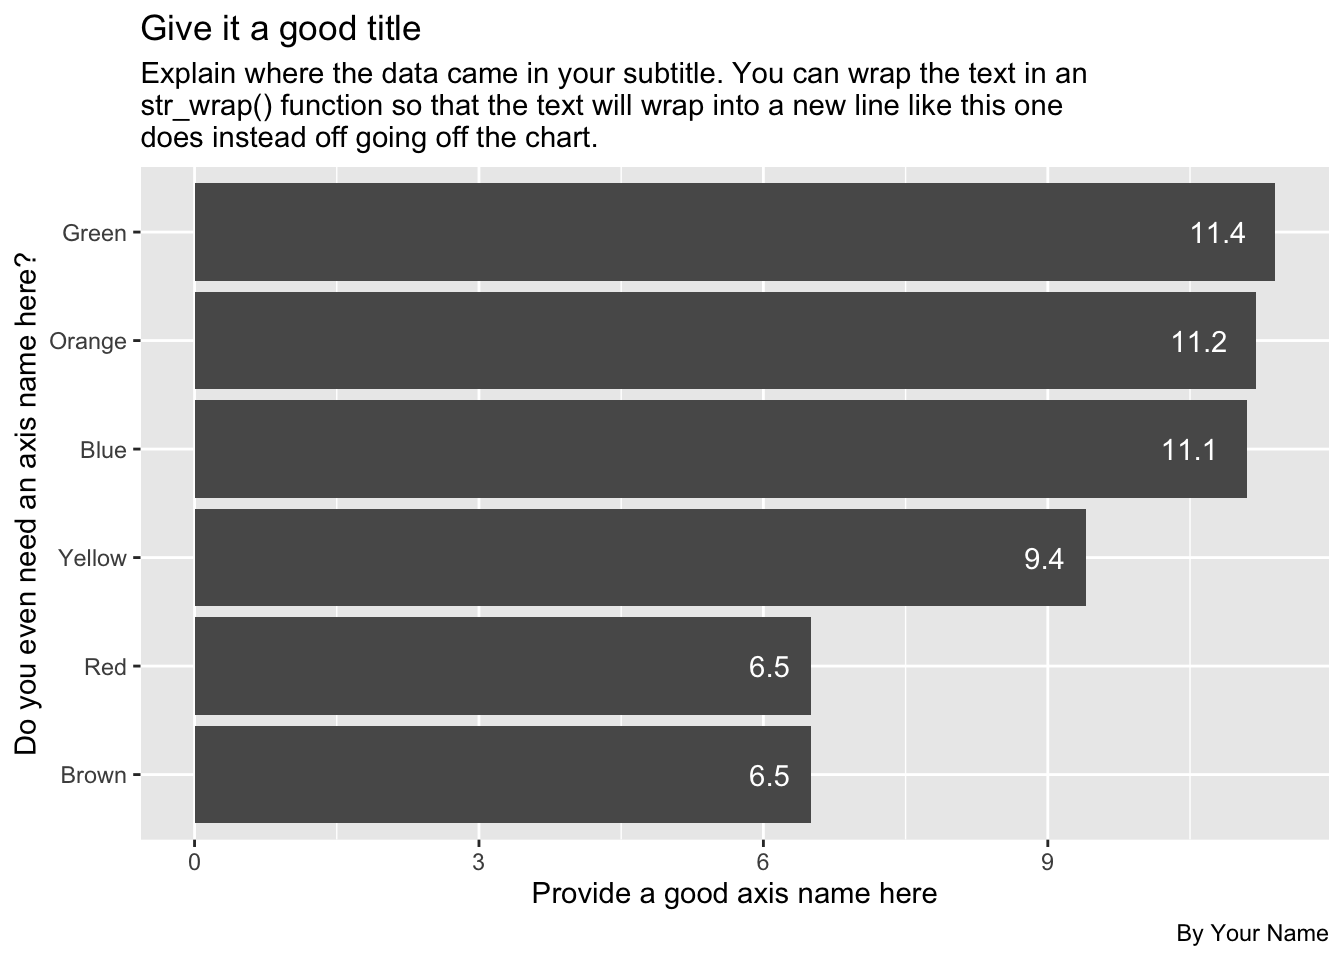 Give it a good title
Explain where the data came in your subtitle. You can wrap the text in an
str_wrap() function so that the text will wrap into a new line like this one
does instead off going off the chart.
Do you even need an axis name here?
Green
11.4
Orange
11.2
Blue
11.1
Yellow
9.4
Red
6.5
Brown
6.5
0 3 6 9
Provide a good axis name here
By Your Name